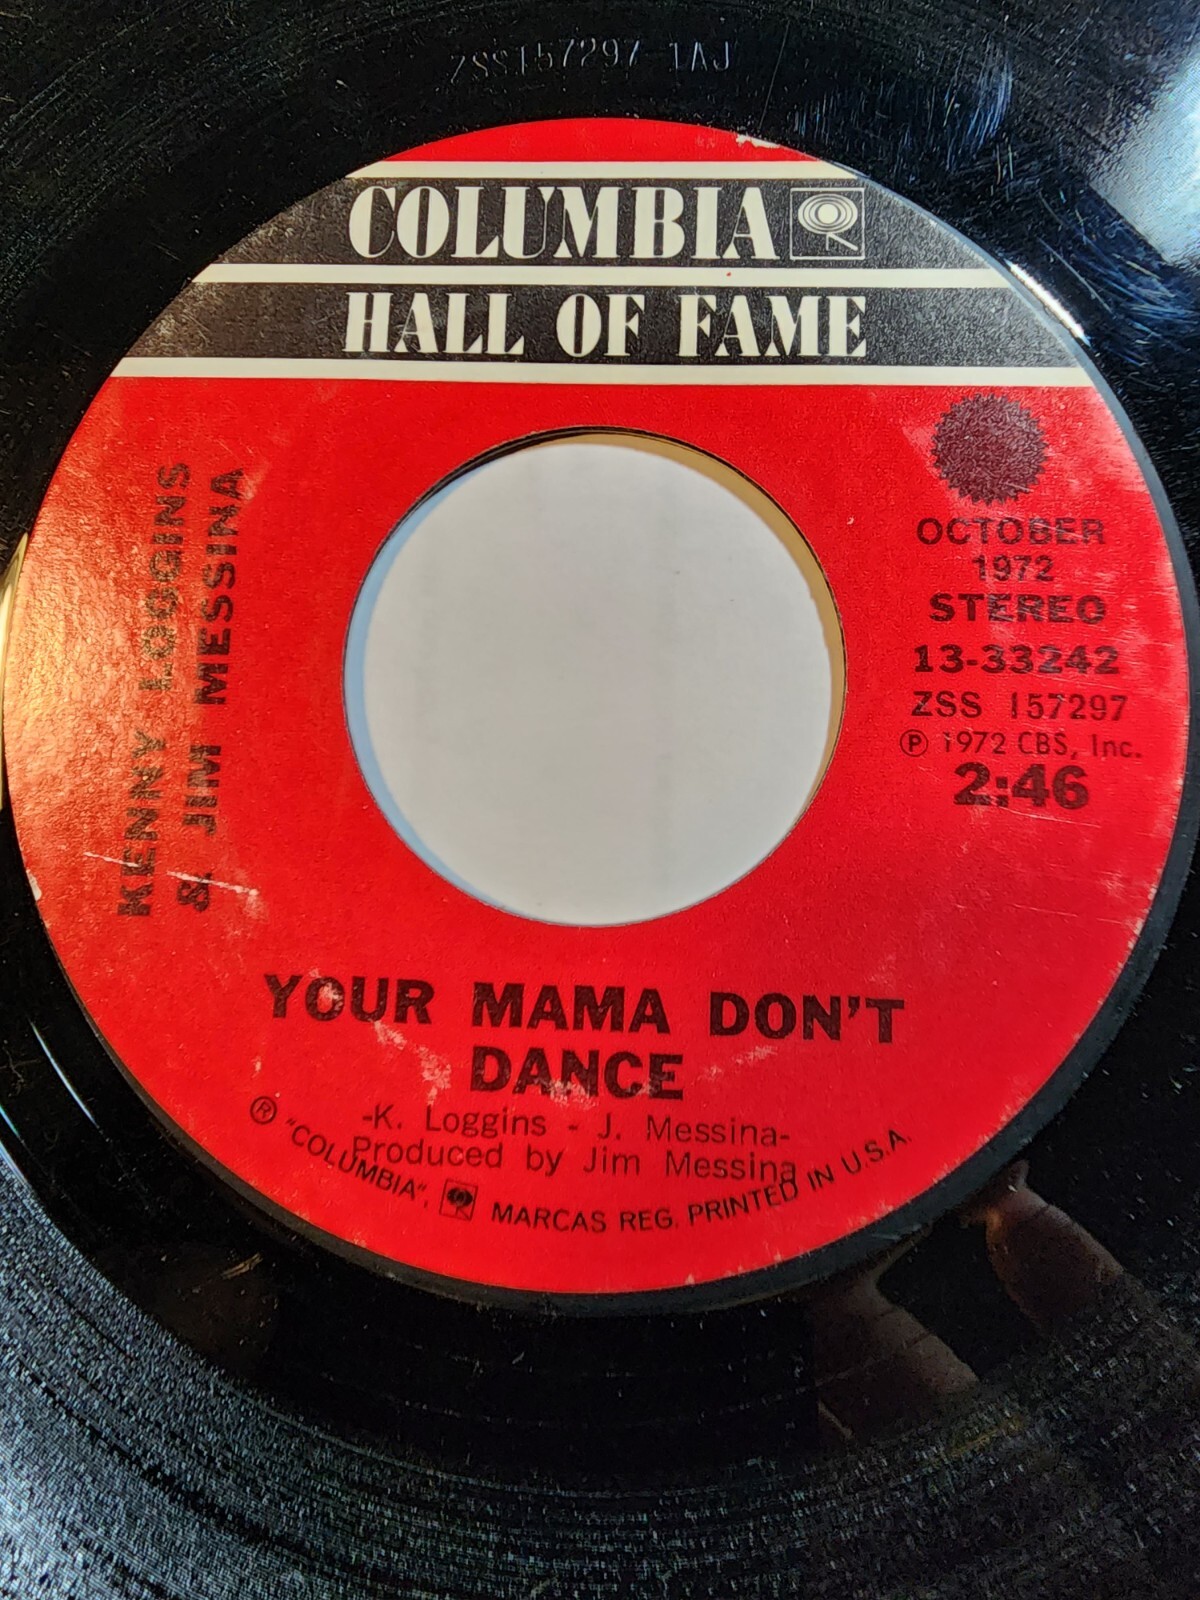 ZSS157297-1AJ
COLUMBIA
HALL OF FAME
KENNY LOGGINS
& JIM MESSINA
OCTOBER
1972
STEREO
13-33242
ZSS 157297
Ⓟ 1972 CBS, Inc.
2:46
YOUR MAMA DON'T
DANCE
-K. Loggins - J. Messina-
Produced by Jim Messina
® "COLUMBIA", MARCAS REG. PRINTED IN U.S.A.